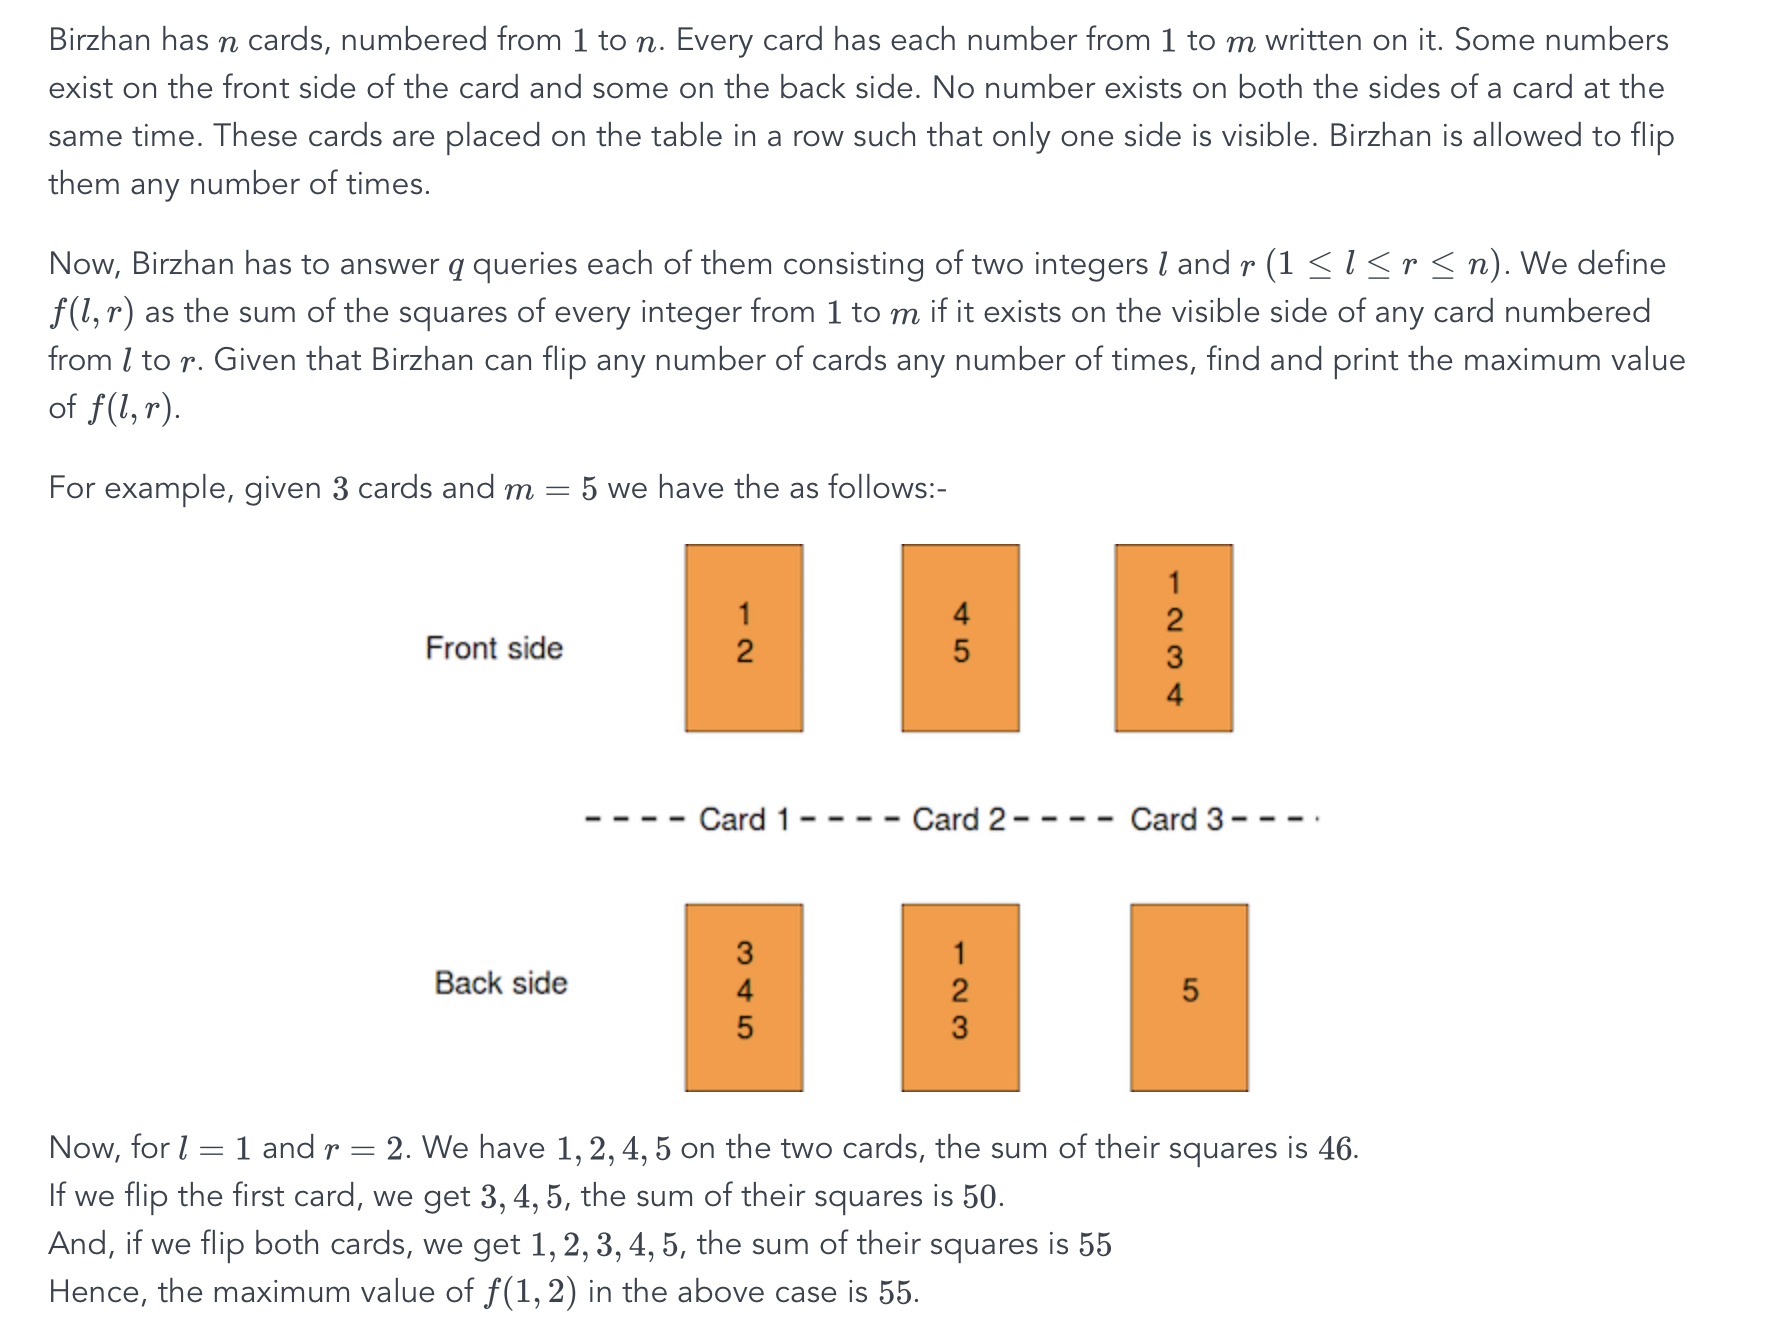 Birzhan has n cards, numbered from 1 to n. Every card has each number from 1 to m written on it. Some numbers
exist on the front side of the card and some on the back side. No number exists on both the sides of a card at the
same time. These cards are placed on the table in a row such that only one side is visible. Birzhan is allowed to flip
them any number of times.
Now, Birzhan has to answer q queries each of them consisting of two integers l and r (1 ≤ l ≤ r ≤ n). We define
f(l, r) as the sum of the squares of every integer from 1 to m if it exists on the visible side of any card numbered
from l to r. Given that Birzhan can flip any number of cards any number of times, find and print the maximum value
of f(l, r).
For example, given 3 cards and m = 5 we have the as follows:-
Front side
1
2
4
5
1
2
3
4
- - - - Card 1 - - - - Card 2 - - - - Card 3 - - - ·
Back side
3
4
5
1
2
3
5
Now, for l = 1 and r = 2. We have 1, 2, 4, 5 on the two cards, the sum of their squares is 46.
If we flip the first card, we get 3, 4, 5, the sum of their squares is 50.
And, if we flip both cards, we get 1, 2, 3, 4, 5, the sum of their squares is 55
Hence, the maximum value of f(1, 2) in the above case is 55.